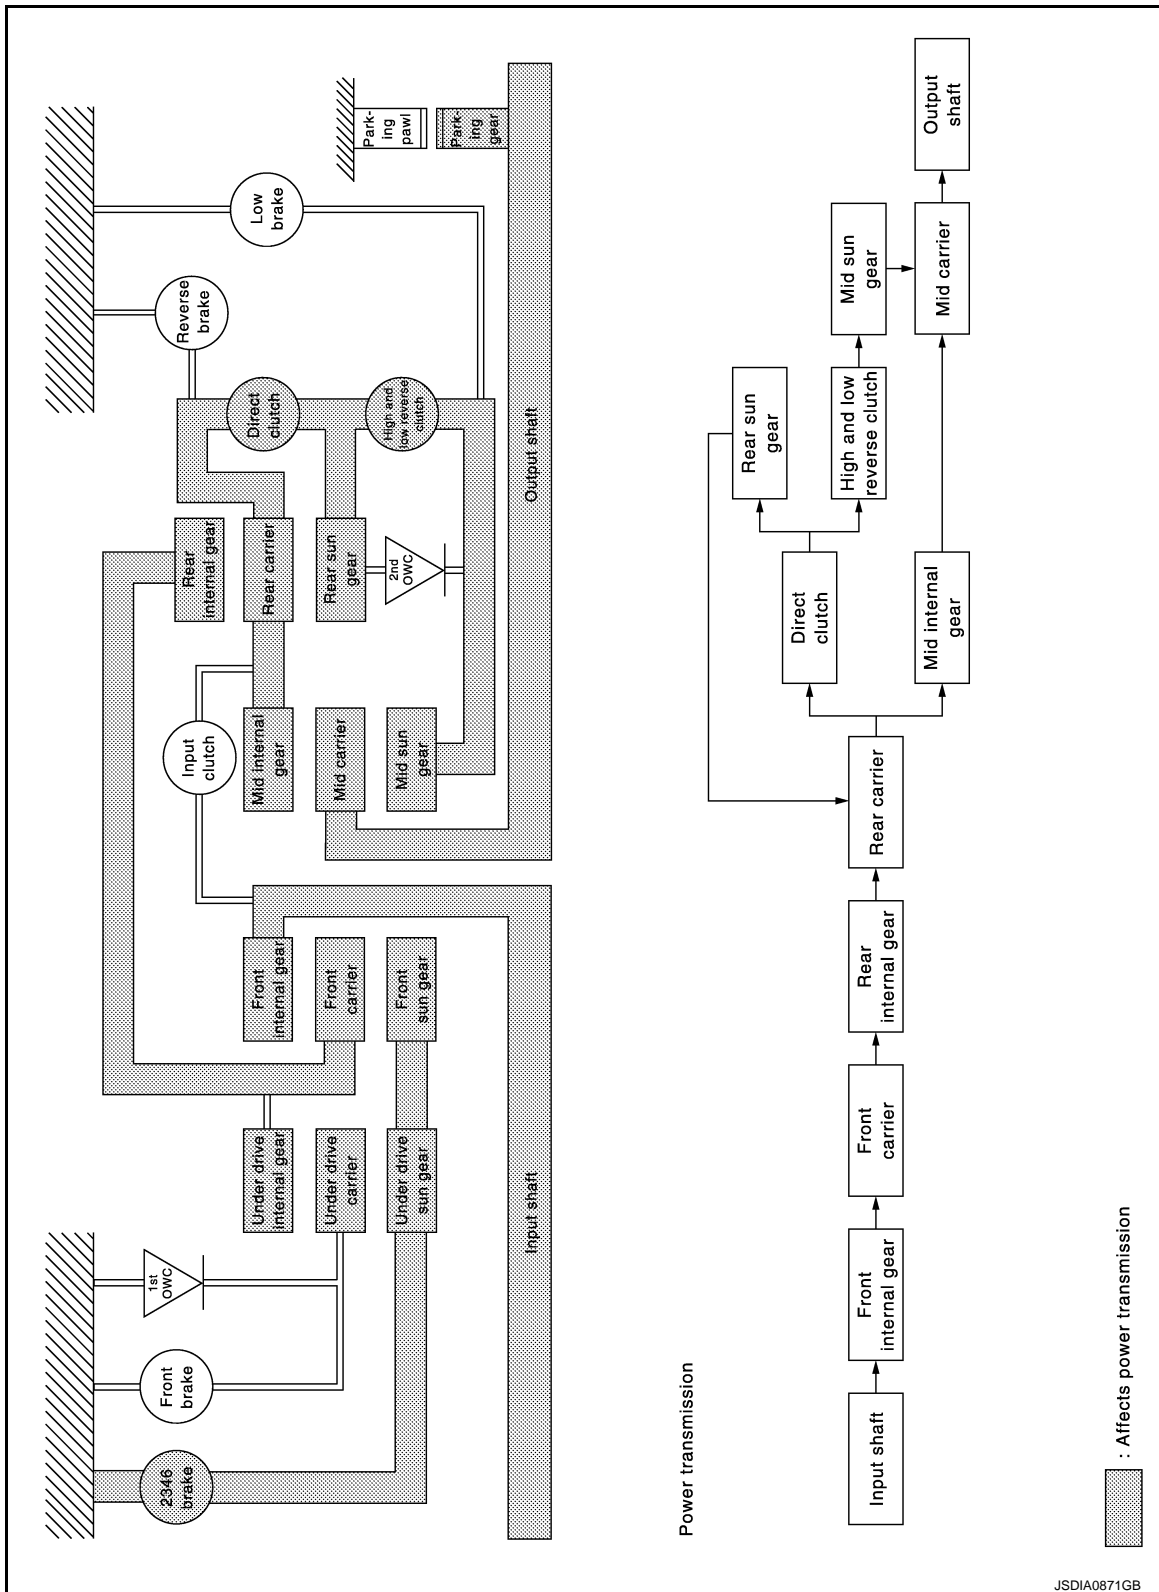 2346
brake
Front
brake
1st
OWC
Under drive
internal gear
Under drive
carrier
Under drive
sun gear
Input shaft
Front
internal gear
Front
carrier
Front
sun gear
Input
clutch
Mid internal
gear
Mid carrier
Mid sun
gear
Rear
internal gear
Rear carrier
Rear sun
gear
2nd
OWC
Direct
clutch
High and
low reverse
clutch
Reverse
brake
Low
brake
Park-
ing
pawl
Park-
ing
gear
Output shaft
Power transmission
Input shaft
Front
internal gear
Front
carrier
Rear
internal gear
Rear carrier
Direct
clutch
Mid internal
gear
Rear sun
gear
High and low
reverse clutch
Mid sun
gear
Mid carrier
Output
shaft
: Affects power transmission
JSDIA0871GB